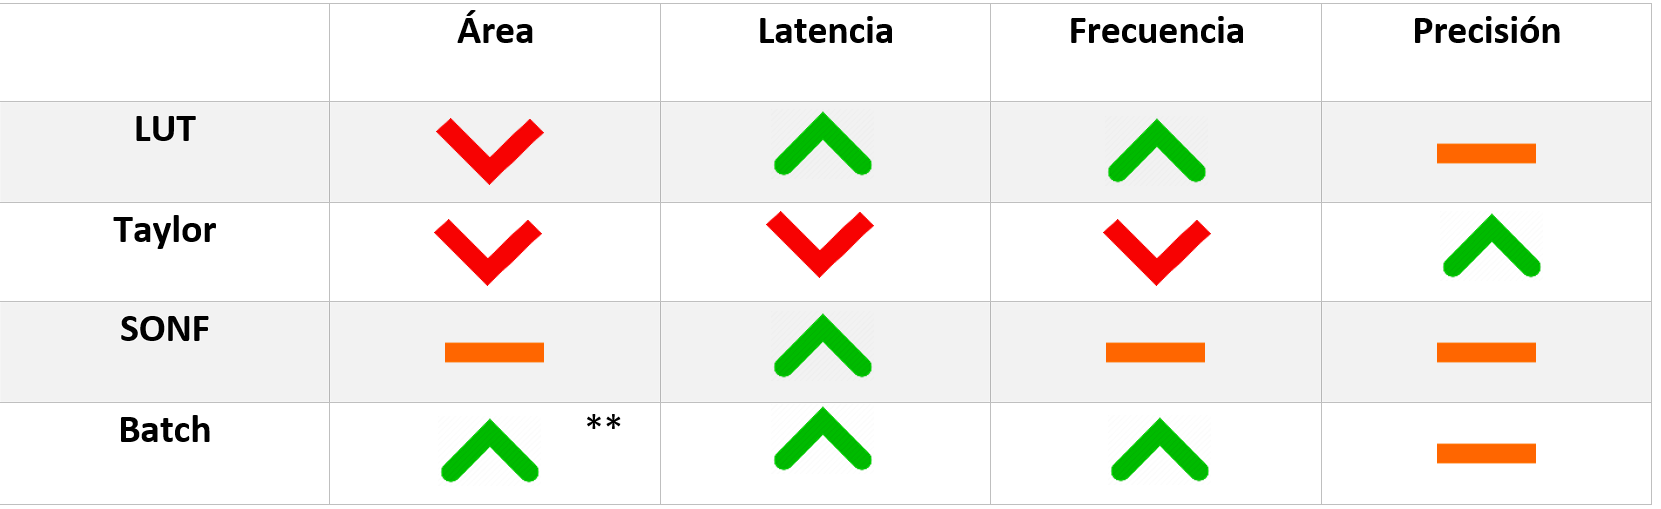 Área Latencia Frecuencia Precisión
LUT
Taylor
SONF
Batch **